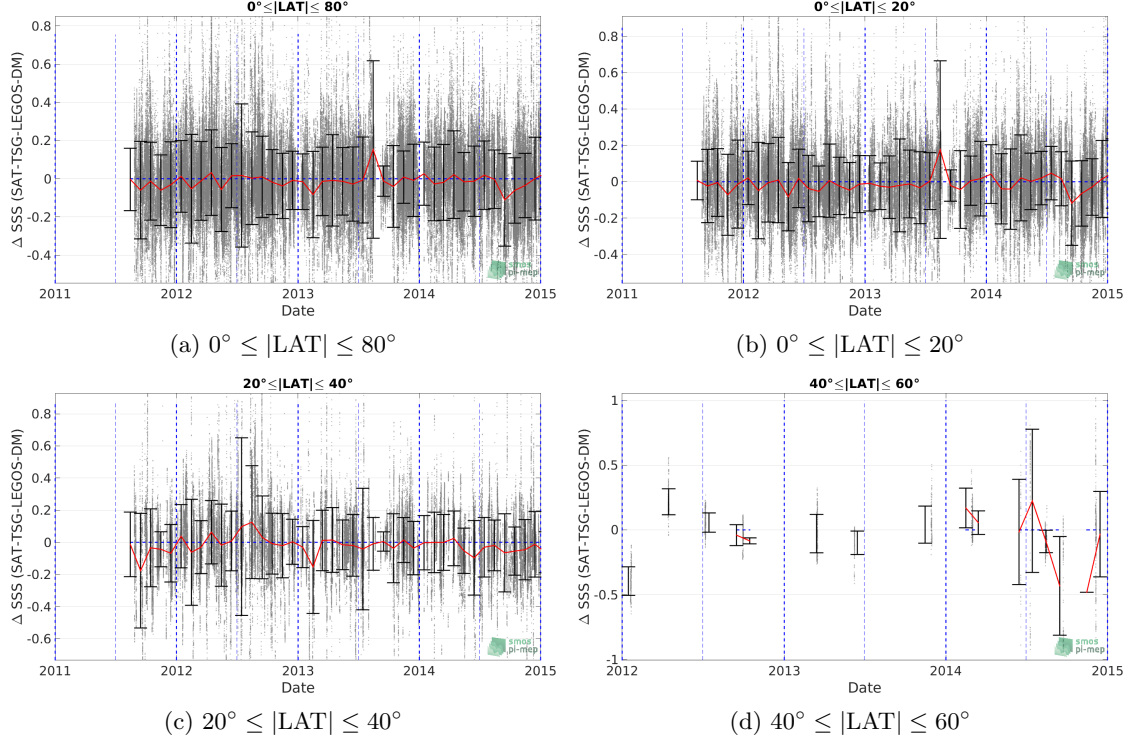 0°≤|LAT|≤ 80°
Δ SSS (SAT-TSG-LEGOS-DM)
0.8
0.6
0.4
0.2
0
-0.2
-0.4
2011 2012 2013 2014 2015
Date
smos
pi-mep
(a) 0° ≤ |LAT| ≤ 80°
0°≤|LAT|≤ 20°
Δ SSS (SAT-TSG-LEGOS-DM)
0.8
0.6
0.4
0.2
0
-0.2
-0.4
2011 2012 2013 2014 2015
Date
smos
pi-mep
(b) 0° ≤ |LAT| ≤ 20°
20°≤|LAT|≤ 40°
Δ SSS (SAT-TSG-LEGOS-DM)
0.8
0.6
0.4
0.2
0
-0.2
-0.4
-0.6
2011 2012 2013 2014 2015
Date
smos
pi-mep
(c) 20° ≤ |LAT| ≤ 40°
40°≤|LAT|≤ 60°
Δ SSS (SAT-TSG-LEGOS-DM)
1
0.5
0
-0.5
-1
2012 2013 2014 2015
Date
smos
pi-mep
(d) 40° ≤ |LAT| ≤ 60°